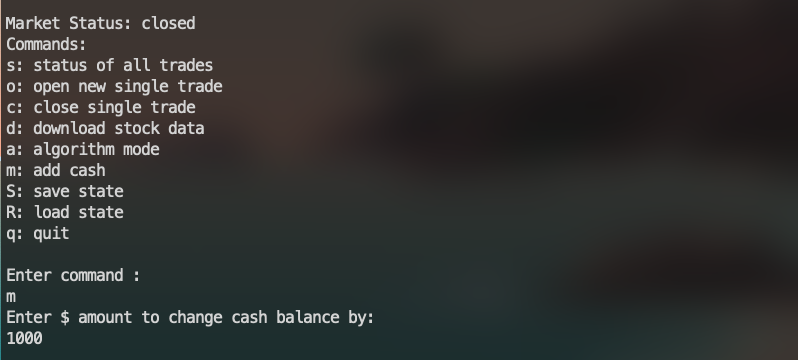 Market Status: closed
Commands:
s: status of all trades
o: open new single trade
c: close single trade
d: download stock data
a: algorithm mode
m: add cash
S: save state
R: load state
q: quit
Enter command :
m
Enter $ amount to change cash balance by:
1000